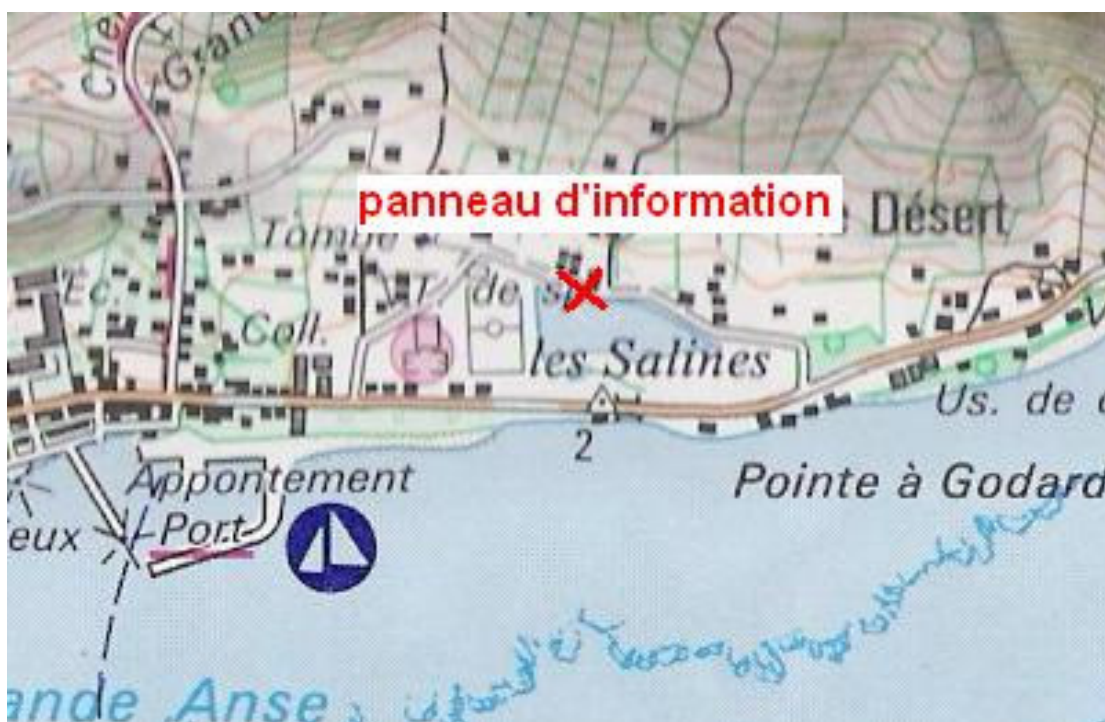 Che
Grand
panneau d'information
Désert
Tombe
Ec.
T. de sp
Coll.
les Salines
Us. de
2
Appontement
Pointe à Godard
eux
Port
ande Anse